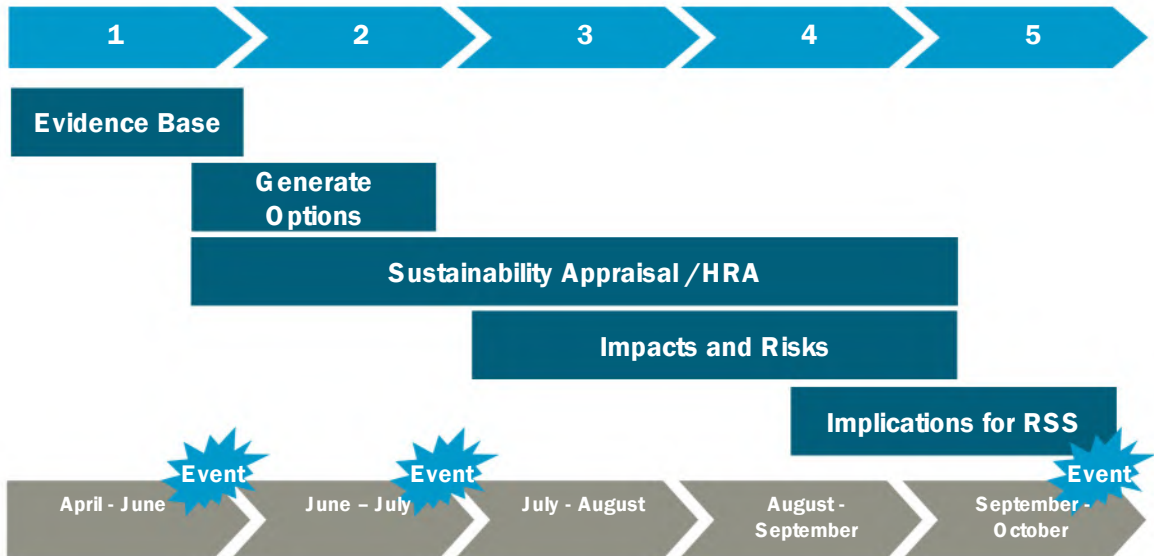 1 2 3 4 5
Evidence Base
Generate
Options
Sustainability Appraisal /HRA
Impacts and Risks
Implications for RSS
Event Event Event
April - June June – July July - August August -
September September -
October